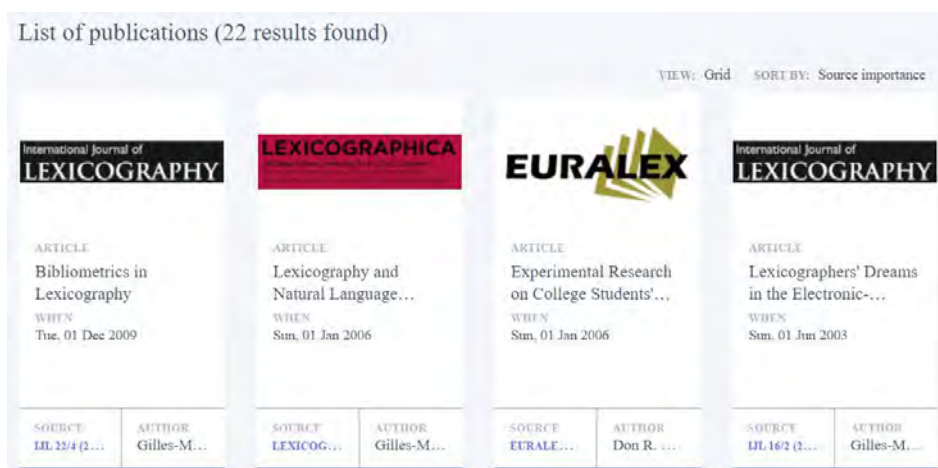 List of publications (22 results found)
VIEW: Grid SORT BY: Source importance
International Journal of
LEXICOGRAPHY
ARTICLE
Bibliometrics in
Lexicography
WHEN
Tue, 01 Dec 2009
SOURCE
IJL 22/4 (2...
AUTHOR
Gilles-M...
LEXICOGRAPHICA
ARTICLE
Lexicography and
Natural Language...
WHEN
Sun, 01 Jan 2006
SOURCE
LEXICOG...
AUTHOR
Gilles-M...
EURALEX
ARTICLE
Experimental Research
on College Students'...
WHEN
Sun, 01 Jan 2006
SOURCE
EURALE...
AUTHOR
Don R. ...
International Journal of
LEXICOGRAPHY
ARTICLE
Lexicographers' Dreams
in the Electronic-...
WHEN
Sun, 01 Jun 2003
SOURCE
IJL 16/2 (2...
AUTHOR
Gilles-M...